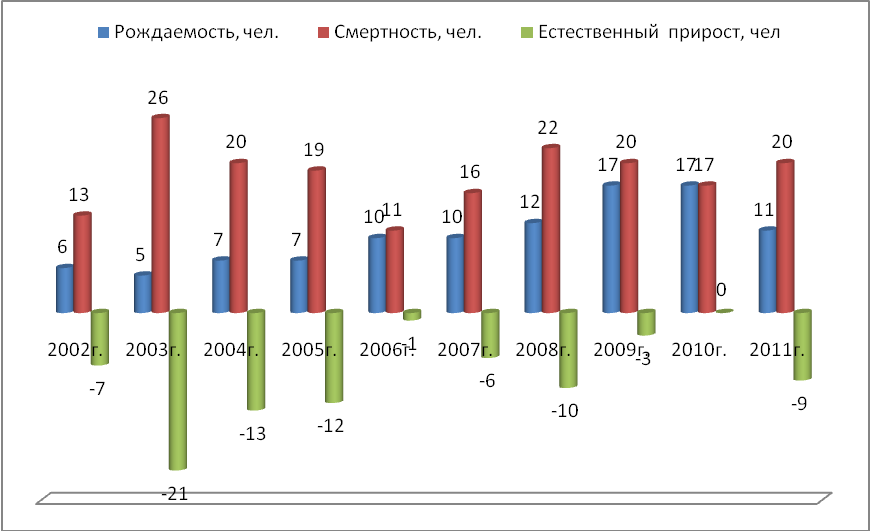 Рождаемость, чел. Смертность, чел. Естественный прирост, чел
6 13 -7
5 26 -21
7 20 -13
7 19 -12
10 11 -1
10 16 -6
12 22 -10
17 20 -3
17 17 0
11 20 -9
2002г. 2003г. 2004г. 2005г. 2006г. 2007г. 2008г. 2009г. 2010г. 2011г.